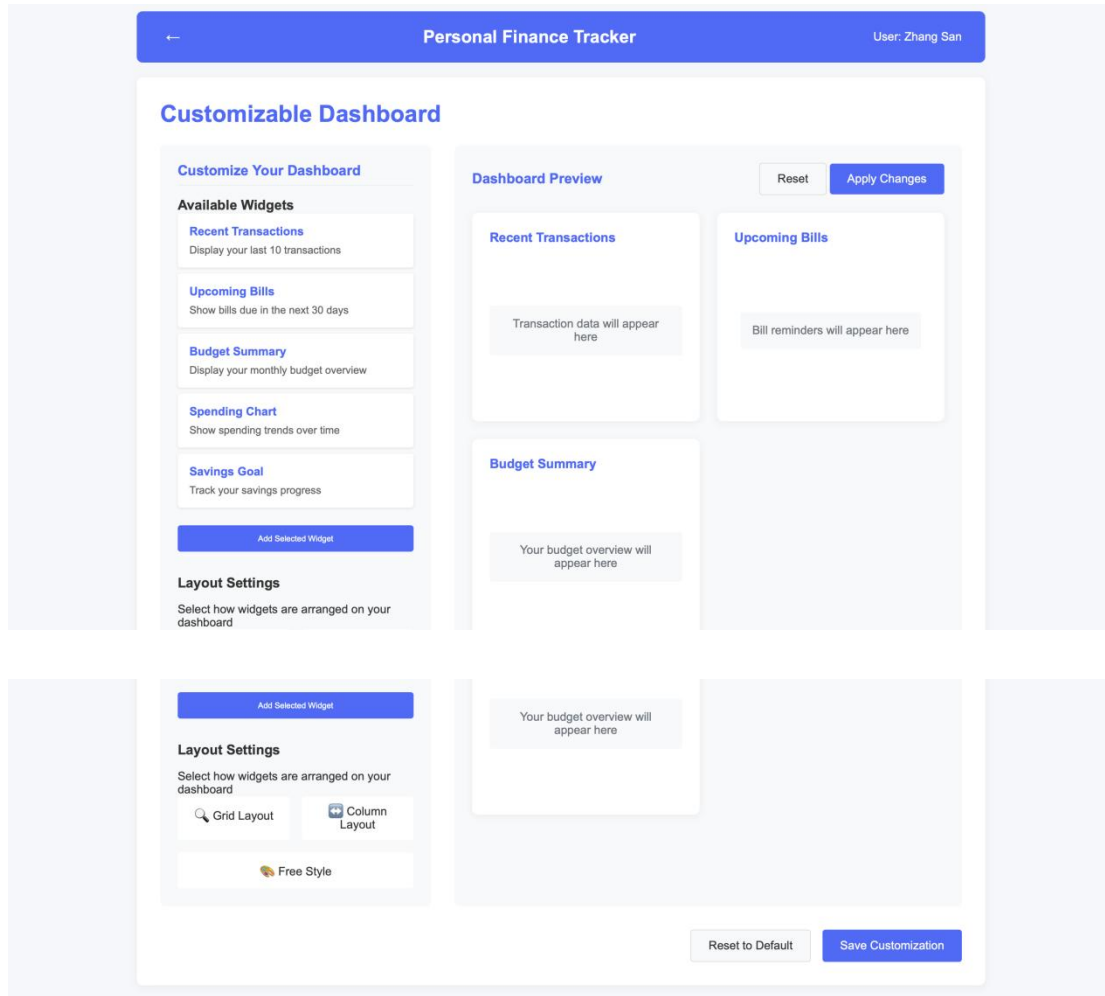 ←
Personal Finance Tracker
User: Zhang San
Customizable Dashboard
Customize Your Dashboard
Available Widgets
Recent Transactions
Display your last 10 transactions
Upcoming Bills
Show bills due in the next 30 days
Budget Summary
Display your monthly budget overview
Spending Chart
Show spending trends over time
Savings Goal
Track your savings progress
Add Selected Widget
Layout Settings
Select how widgets are arranged on your
dashboard
Dashboard Preview
Reset
Apply Changes
Recent Transactions
Transaction data will appear
here
Upcoming Bills
Bill reminders will appear here
Budget Summary
Your budget overview will
appear here
Add Selected Widget
Layout Settings
Select how widgets are arranged on your
dashboard
Grid Layout
Column
Layout
Free Style
Your budget overview will
appear here
Reset to Default
Save Customization